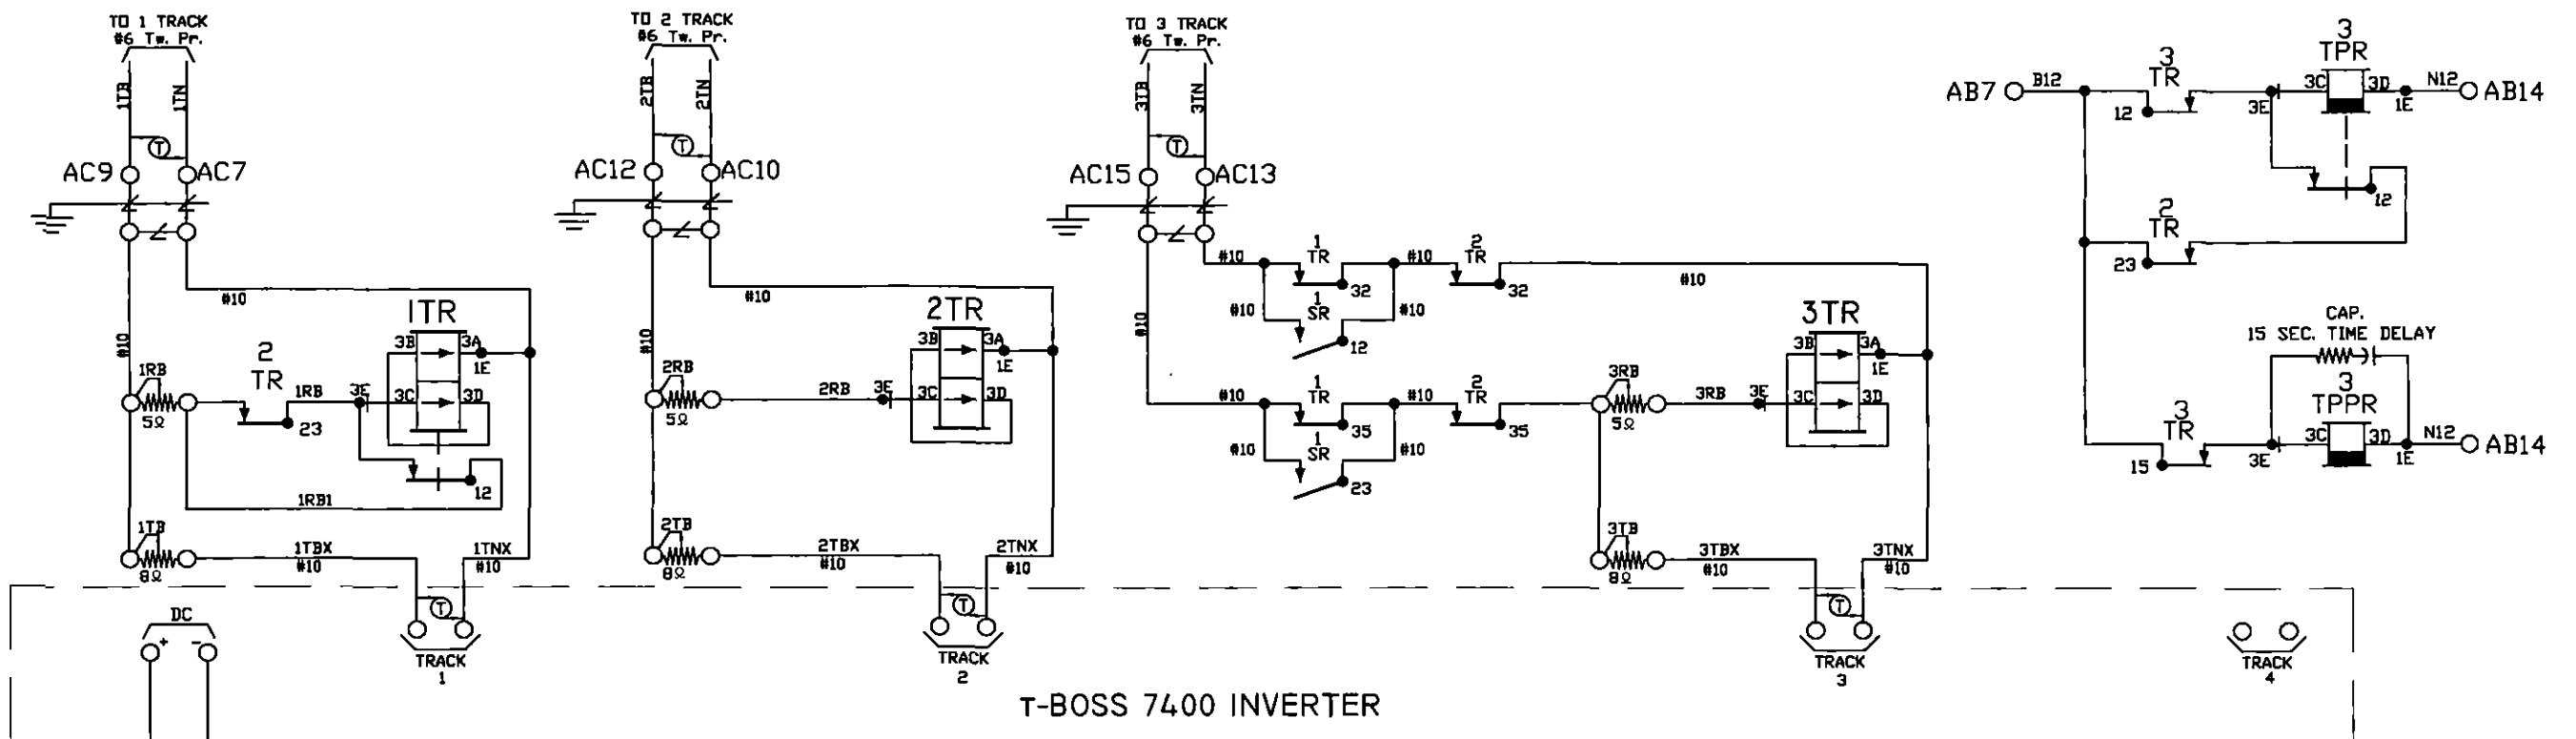 TO 1 TRACK
#6 Tw. Pr.
1TB
1TN
T
AC9
AC7
#10
#10
1TR
3B
3A
1E
2
TR
1RB
5Ω
23
1RB
3E
3C
3D
12
1RB1
1TB
8Ω
1TBX
#10
1TNX
#10
T
TRACK
1
TO 2 TRACK
#6 Tw. Pr.
2TB
2TN
T
AC12
AC10
#10
#10
2TR
3B
3A
1E
2RB
5Ω
2RB
3E
3C
3D
2TB
8Ω
2TBX
#10
2TNX
#10
T
TRACK
2
TO 3 TRACK
#6 Tw. Pr.
3TB
3TN
T
AC15
AC13
#10
#10
1
TR
32
#10
2
TR
32
#10
#10
1
SR
12
#10
#10
1
TR
35
#10
2
TR
35
#10
1
SR
23
#10
3RB
5Ω
3RB
3E
3TR
3B
3A
1E
3C
3D
3TB
8Ω
3TBX
#10
3TNX
#10
T
TRACK
3
AB7
B12
3
TR
12
3E
3
TPR
3C
3D
1E
N12
AB14
12
2
TR
23
CAP.
15 SEC. TIME DELAY
3
TR
15
3E
3
TPPR
3C
3D
1E
N12
AB14
DC
+
-
TRACK
4
T-BOSS 7400 INVERTER